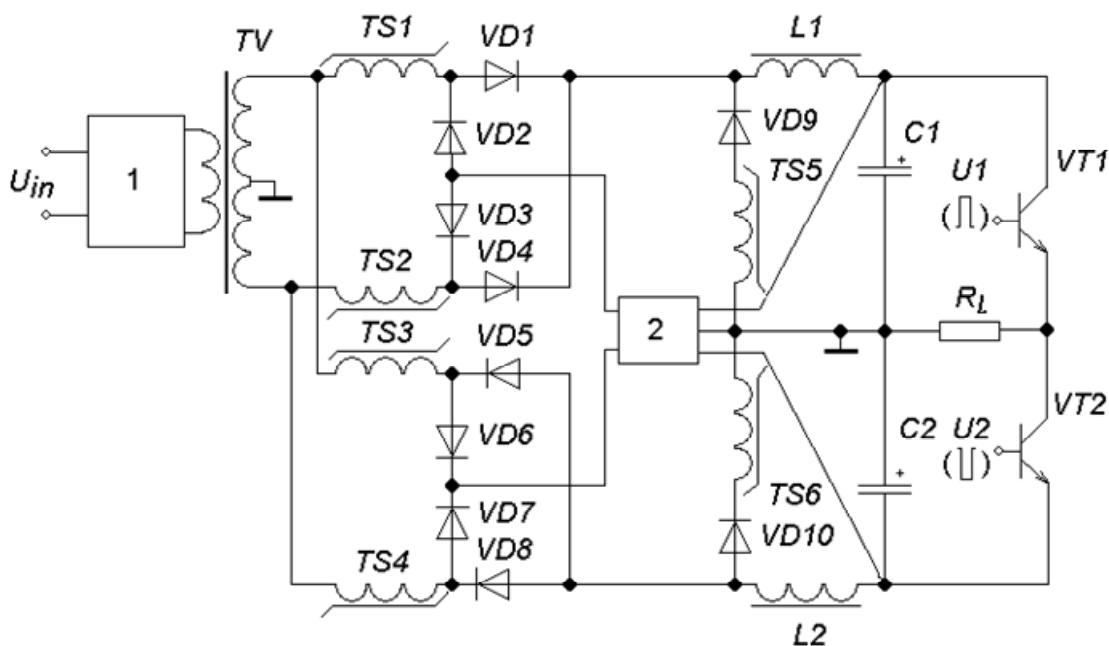 TS1
VD1
L1
TV
VD2
VD9
C1
+
VT1
U1
TS5
( )
Uin
1
VD3
TS2
VD4
RL
TS3
VD5
2
VT2
VD6
C2
U2
( )
+
TS6
VD7
VD10
TS4
VD8
L2